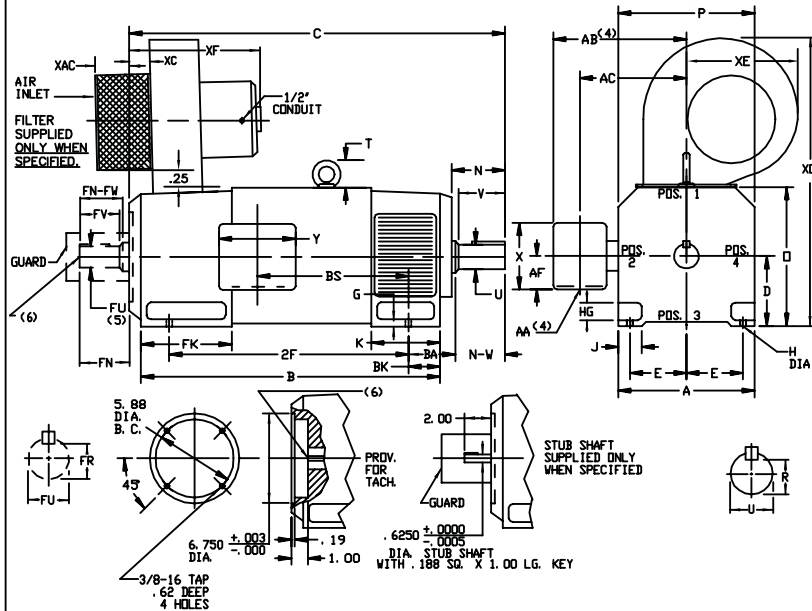 C
XF
XC
XAC
AIR
INLET
FILTER
SUPPLIED
ONLY WHEN
SPECIFIED.
1/2" CONDUIT
.25
T
N
V
FN-FW
FV
GUARD
(6)
FU
(5)
FN
Y
BS
G
U
FK
K
2F
BA
N-W
BK
B
P
AB(4)
AC
XE
XD
POS. 1
POS.
2
POS.
4
POS. 3
X
AF
AA(4)
HG
O
D
J
H
DIA
E
E
A
FR
FU
5.88
DIA.
B. C.
45°
3/8-16 TAP
.62 DEEP
4 HOLES
(6)
PROV.
FOR
TACH.
6.750 +.003
-.000
DIA.
.19
1.00
2.00
GUARD
STUB SHAFT
SUPPLIED ONLY
WHEN SPECIFIED
.6250 +.0000
-.0005
DIA. STUB SHAFT
WITH .188 SQ. X 1.00 LG. KEY
R
U